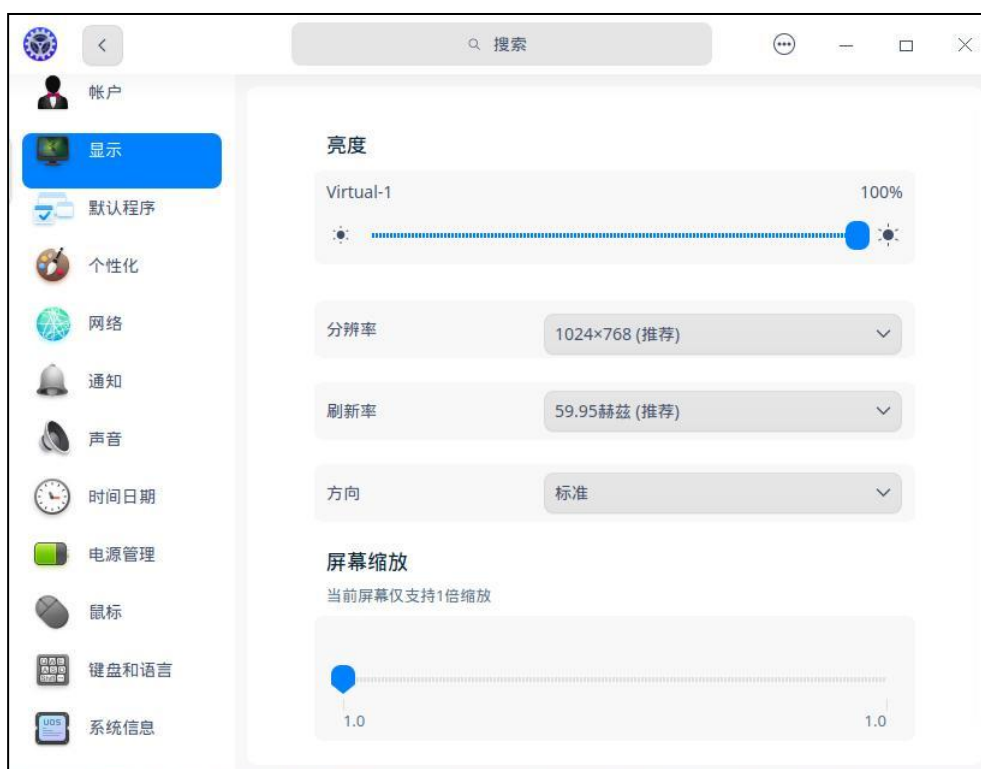 搜索
帐户
显示
默认程序
个性化
网络
通知
声音
时间日期
电源管理
鼠标
键盘和语言
UOS
系统信息
亮度
Virtual-1 100%
分辨率 1024×768 (推荐)
刷新率 59.95赫兹 (推荐)
方向 标准
屏幕缩放
当前屏幕仅支持1倍缩放
1.0 1.0